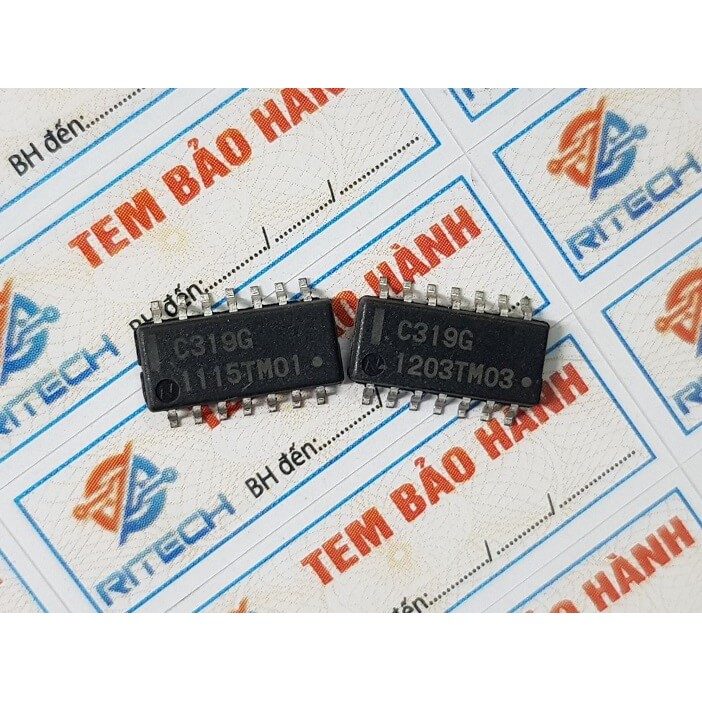 BH đến:............/............/............
TEM BẢO HÀNH
RITECH
BH đến:............/............/............
TEM BẢO HÀNH
C319G
1115TM01
C319G
1203TM03
RITECH
BH đến:............/............/............
TEM BẢO HÀNH
RITECH
TEM BẢO HÀNH